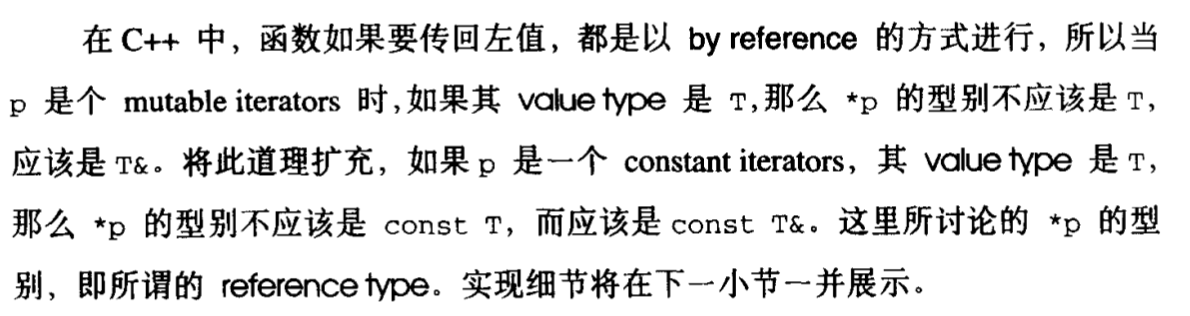 在 C++ 中，函数如果要传回左值，都是以 by reference 的方式进行，所以当
p 是个 mutable iterators 时,如果其 value type 是 T,那么 *p 的型别不应该是 T，
应该是 T&。将此道理扩充，如果 p 是一个 constant iterators，其 value type 是 T，
那么 *p 的型别不应该是 const T，而应该是 const T&。这里所讨论的 *p 的型
别，即所谓的 reference type。实现细节将在下一小节一并展示。